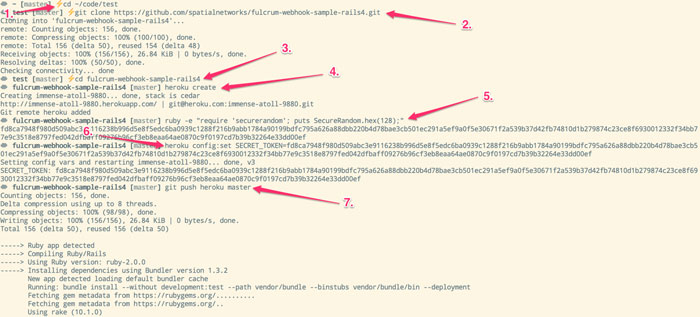 1.
~ [master] ⚡cd ~/code/test
test [master] ⚡git clone https://github.com/spatialnetworks/fulcrum-webhook-sample-rails4.git
2.
Cloning into 'fulcrum-webhook-sample-rails4'...
remote: Counting objects: 156, done.
remote: Compressing objects: 100% (100/100), done.
remote: Total 156 (delta 50), reused 154 (delta 48)
3.
Receiving objects: 100% (156/156), 26.84 KiB | 0 bytes/s, done.
Resolving deltas: 100% (50/50), done.
Checking connectivity... done
4.
test [master] ⚡cd fulcrum-webhook-sample-rails4
fulcrum-webhook-sample-rails4 [master] heroku create
Creating immense-atoll-9880... done, stack is cedar
5.
http://immense-atoll-9880.herokuapp.com/ | git@heroku.com:immense-atoll-9880.git
Git remote heroku added
fulcrum-webhook-sample-rails4 [master] ruby -e "require 'securerandom'; puts SecureRandom.hex(128);"
6.
fulcrum-webhook-sample-rails4 [master] heroku config:set
Setting config vars and restarting immense-atoll-9880... done, v3
fulcrum-webhook-sample-rails4 [master] git push heroku master
Counting objects: 156, done.
7.
Delta compression using up to 8 threads.
Compressing objects: 100% (98/98), done.
Writing objects: 100% (156/156), 26.84 KiB | 0 bytes/s, done.
Total 156 (delta 50), reused 156 (delta 50)
-----> Ruby app detected
-----> Compiling Ruby/Rails
-----> Using Ruby version: ruby-2.0.0
-----> Installing dependencies using Bundler version 1.3.2
New app detected loading default bundler cache
Running: bundle install --without development:test --path vendor/bundle --binstubs vendor/bundle/bin --deployment
Fetching gem metadata from https://rubygems.org/..........
Fetching gem metadata from https://rubygems.org/..
Using rake (10.1.0)